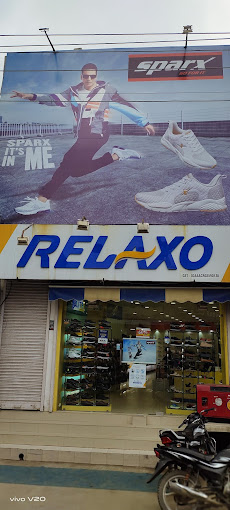 sparx
SPARX
IT'S
IN ME
RELAXO
vivo V20